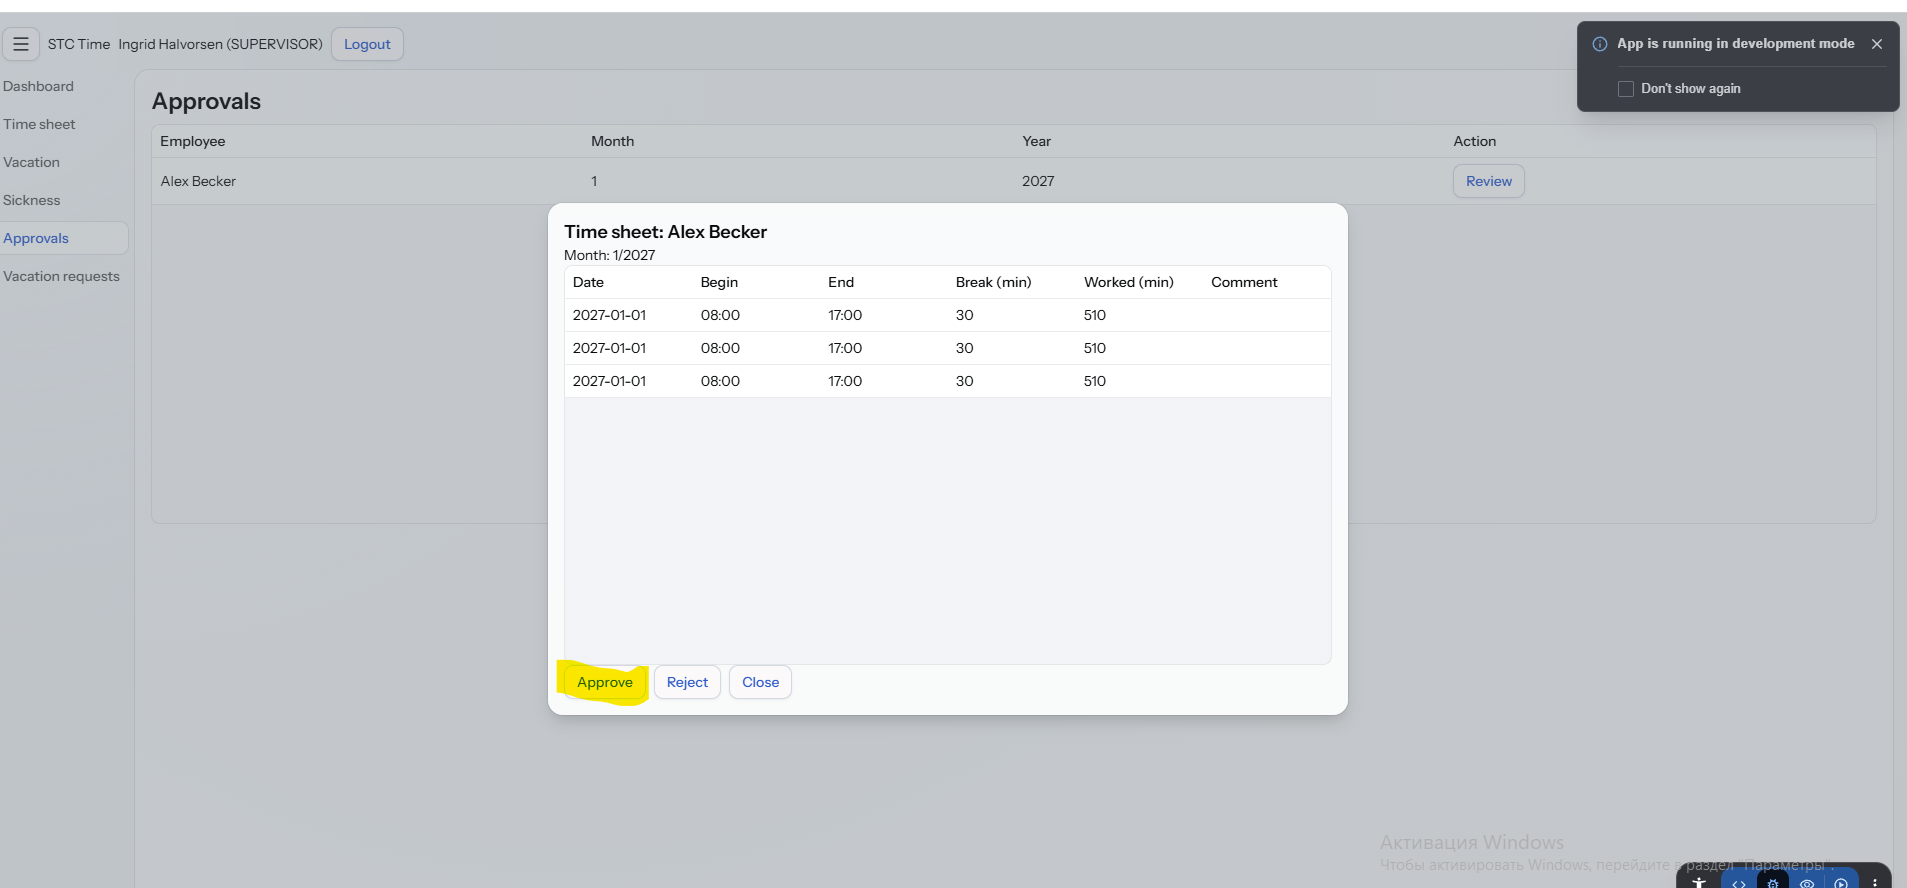 STC Time Ingrid Halvorsen (SUPERVISOR) Logout
App is running in development mode
Don't show again
Dashboard
Time sheet
Vacation
Sickness
Approvals
Vacation requests
Approvals
Employee Month Year Action
Alex Becker 1 2027 Review
Time sheet: Alex Becker
Month: 1/2027
Date Begin End Break (min) Worked (min) Comment
2027-01-01 08:00 17:00 30 510
2027-01-01 08:00 17:00 30 510
2027-01-01 08:00 17:00 30 510
Approve Reject Close
Активация Windows
Чтобы активировать Windows, перейдите в раздел "Параметры".